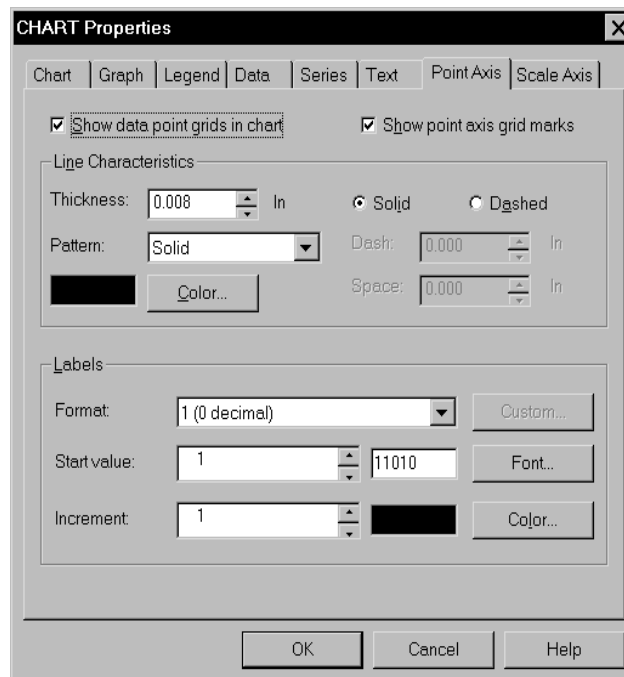 CHART Properties
Chart Graph Legend Data Series Text Point Axis Scale Axis
Show data point grids in chart Show point axis grid marks
Line Characteristics
Thickness: 0.008 In Solid Dashed
Pattern: Solid Dash: 0.000 In
Color... Space: 0.000 In
Labels
Format: 1 (0 decimal) Custom...
Start value: 1 11010 Font...
Increment: 1 Color...
OK Cancel Help